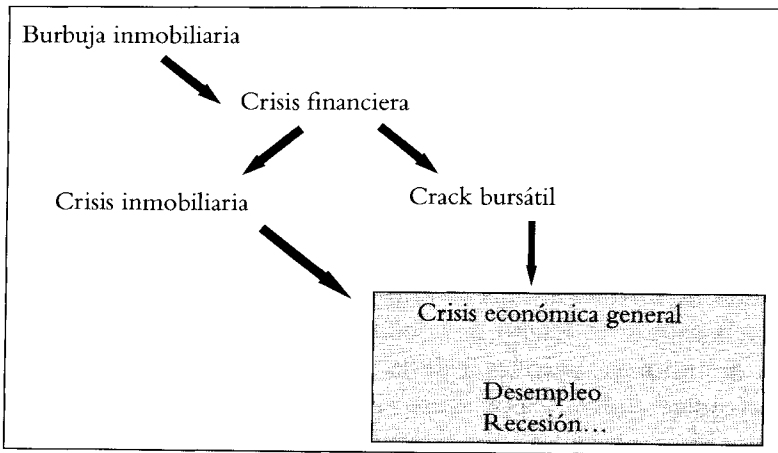 Burbuja inmobiliaria
Crisis financiera
Crisis inmobiliaria
Crack bursátil
Crisis económica general
Desempleo
Recesión...